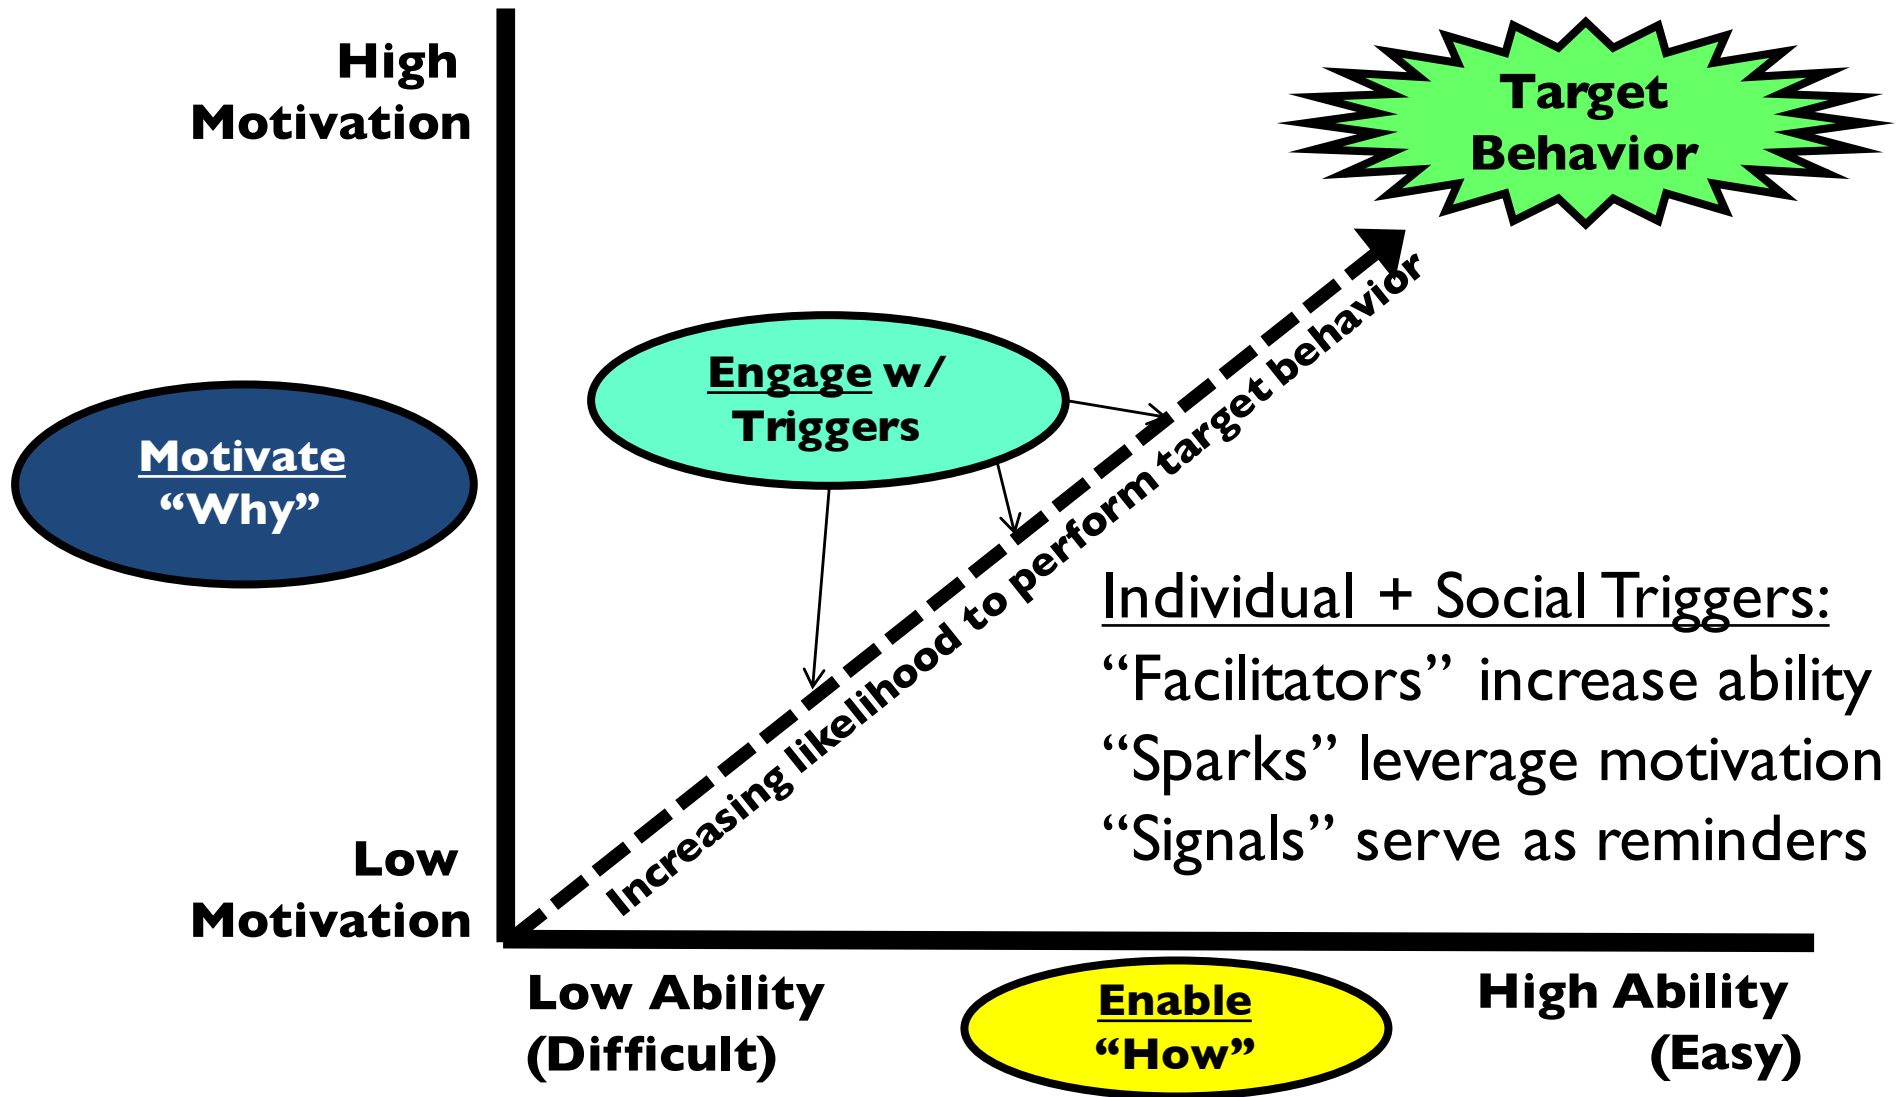 High
Motivation
Target
Behavior
Engage w/
Triggers
Motivate
“Why”
Increasing likelihood to perform target behavior
Individual + Social Triggers:
“Facilitators” increase ability
“Sparks” leverage motivation
“Signals” serve as reminders
Low
Motivation
Low Ability
(Difficult)
Enable
“How”
High Ability
(Easy)